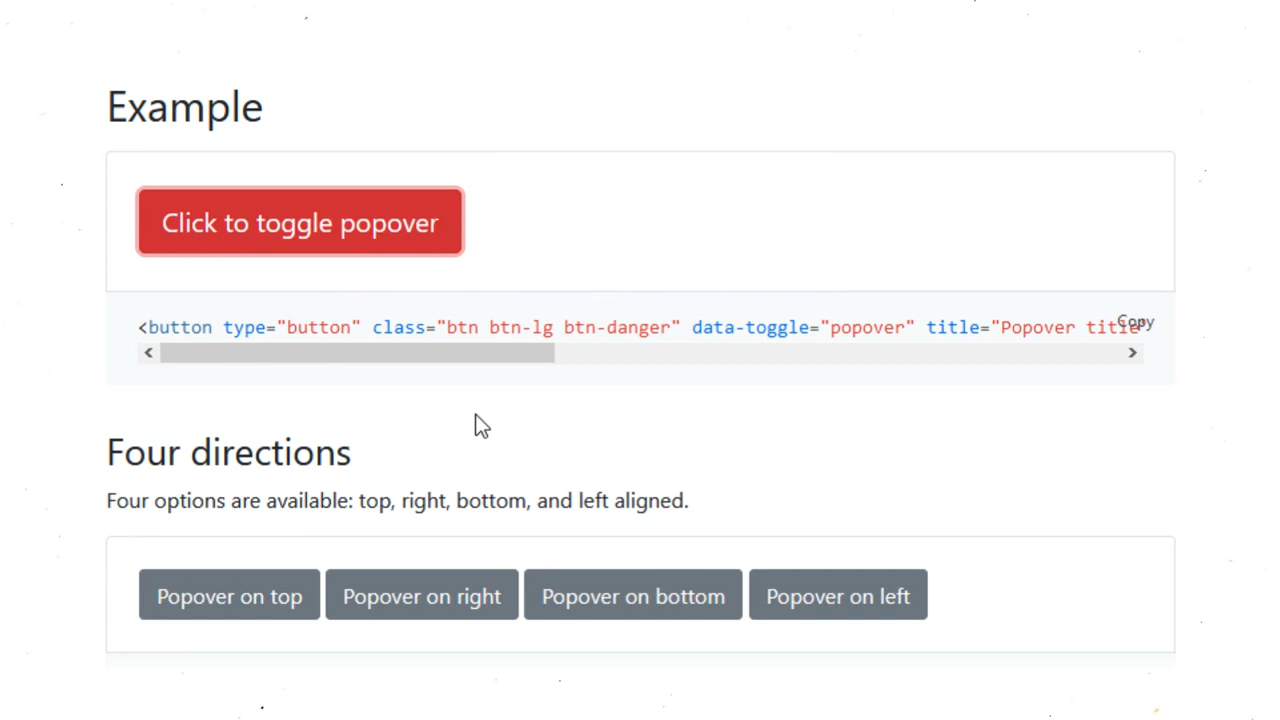 Example
Click to toggle popover
<button type="button" class="btn btn-lg btn-danger" data-toggle="popover" title="Popover title"
Copy
Four directions
Four options are available: top, right, bottom, and left aligned.
Popover on top Popover on right Popover on bottom Popover on left